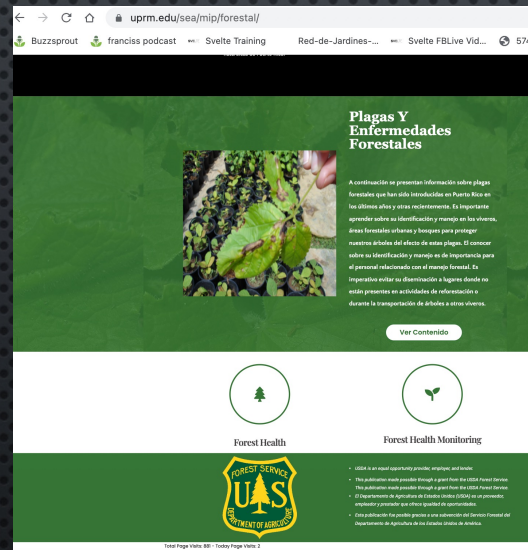 uprm.edu/sea/mip/forestal/
Buzzsprout
franciss podcast
Svelte Training
Red-de-Jardines-...
Svelte FBLive Vid...
574
Plagas Y
Enfermedades
Forestales
A continuación se presentan información sobre plagas
forestales que han sido introducidas en Puerto Rico en
los últimos años y otras recientemente. Es importante
aprender sobre su identificación y manejo en los viveros,
áreas forestales urbanas y bosques para proteger
nuestros árboles del efecto de estas plagas. El conocer
sobre su identificación y manejo es de importancia para
el personal relacionado con el manejo forestal. Es
imperativo evitar su diseminación a lugares donde no
están presentes en actividades de reforestación o
durante la transportación de árboles a otros viveros.
Ver Contenido
Forest Health
Forest Health Monitoring
FOREST SERVICE
US
DEPARTMENT OF AGRICULTURE
USDA is an equal opportunity provider, employer, and lender.
This publication made possible through a grant from the USDA Forest Service.
This publication made possible through a grant from the USDA Forest Service.
El Departamento de Agricultura de Estados Unidos (USDA) es un proveedor,
empleador y prestador que ofrece igualdad de oportunidades.
Esta publicación fue posible gracias a una subvención del Servicio Forestal del
Departamento de Agricultura de los Estados Unidos de América.
Total Page Visits: 881 - Today Page Visits: 2